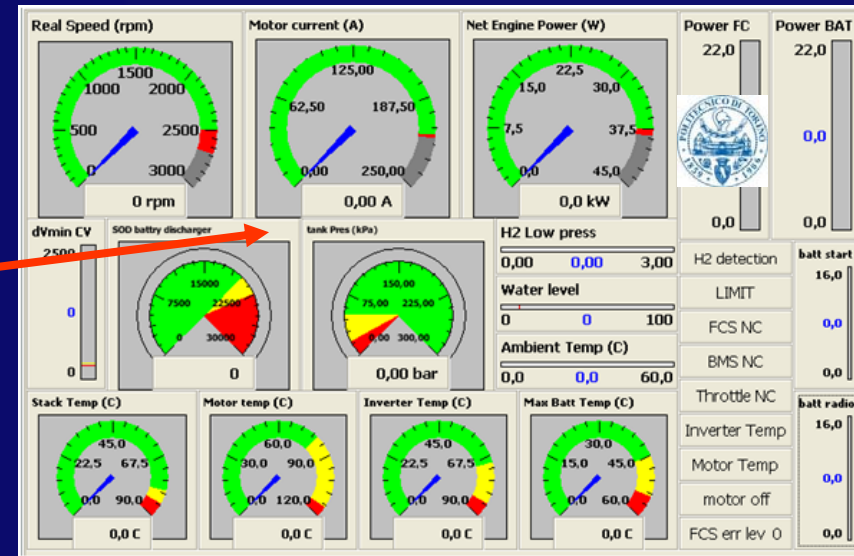 Real Speed (rpm)
Motor current (A)
Net Engine Power (W)
Power FC
Power BAT
0
500
1000
1500
2000
2500
3000
0 rpm
0,00
62,50
125,00
187,50
250,00
0,00 A
0,0
7,5
15,0
22,5
30,0
37,5
45,0
0,0 kW
22,0
0,0
22,0
0,0
0,0
POLITECNICO DI TORINO
1859
1906
dVmin CV
2500
0
0
SOD battry discharger
0
7500
15000
22500
30000
0
tank Pres (kPa)
0,00
75,00
150,00
225,00
300,00
0,00 bar
H2 Low press
0,00 0,00 3,00
Water level
0 0 100
Ambient Temp (C)
0,0 0,0 60,0
H2 detection
LIMIT
FCS NC
BMS NC
Throttle NC
Inverter Temp
Motor Temp
motor off
FCS err lev 0
batt start
16,0
0,0
0,0
batt radio
16,0
0,0
0,0
Stack Temp (C)
0,0
22,5
45,0
67,5
90,0
0,0 C
Motor temp (C)
0,0
30,0
60,0
90,0
120,0
0,0 C
Inverter Temp (C)
0,0
22,5
45,0
67,5
90,0
0,0 C
Max Batt Temp (C)
0,0
15,0
30,0
45,0
60,0
0,0 C